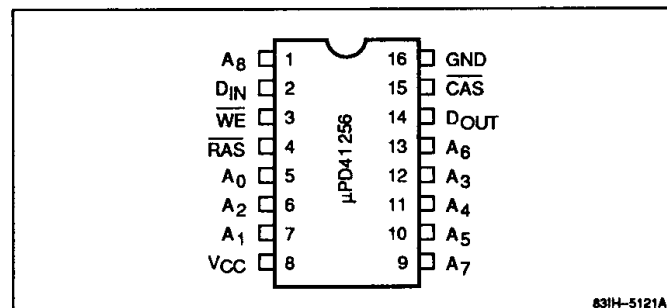 A8 1 16 GND
DIN 2 15 CAS
WE 3 14 DOUT
RAS 4 13 A6
A0 5 12 A3
A2 6 11 A4
A1 7 10 A5
VCC 8 9 A7
µPD41256
83IH-5121A